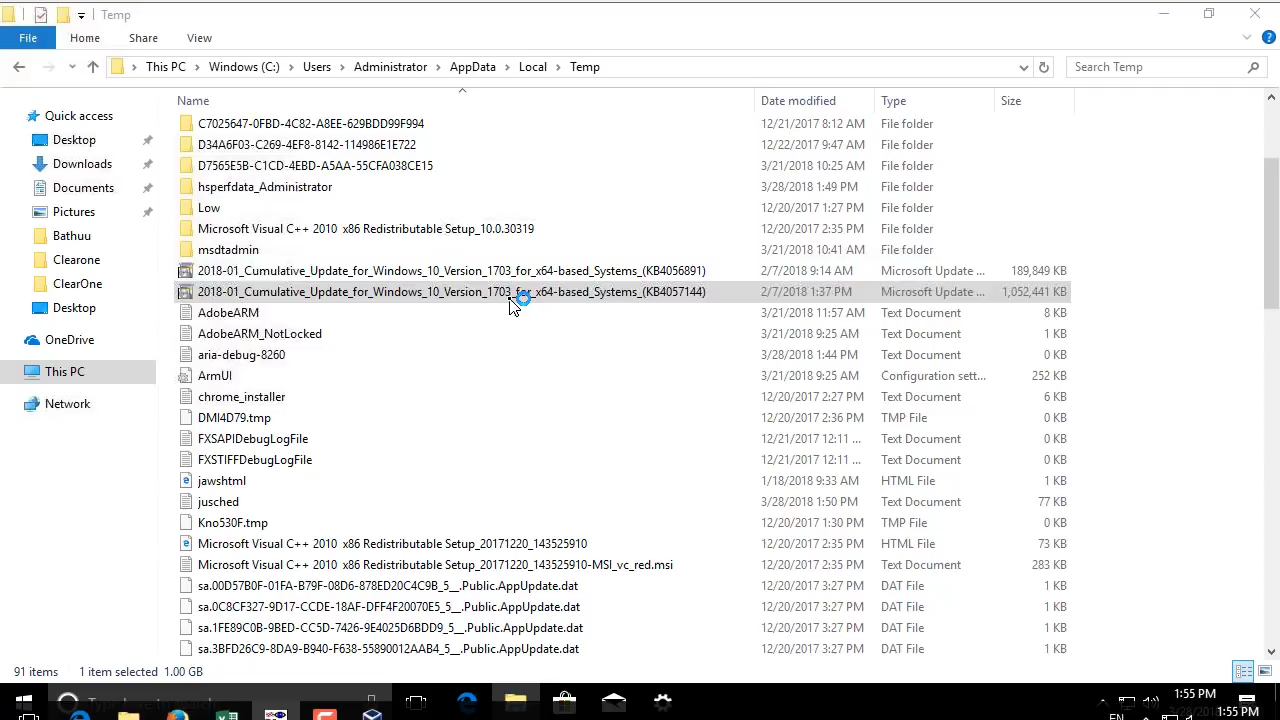 Temp
File Home Share View
This PC Windows (C:) Users Administrator AppData Local Temp Search Temp
Name Date modified Type Size
Quick access
Desktop
Downloads
Documents
Pictures
Bathuu
Clearone
ClearOne
Desktop
OneDrive
This PC
Network
C7025647-0FBD-4C82-A8EE-629BDD99F994 12/21/2017 8:12 AM File folder
D34A6F03-C269-4EF8-8142-114986E1E722 12/22/2017 9:47 AM File folder
D7565E5B-C1CD-4EBD-A5AA-55CFA038CE15 3/21/2018 10:25 AM File folder
hsperfdata_Administrator 3/28/2018 1:49 PM File folder
Low 12/20/2017 1:27 PM File folder
Microsoft Visual C++ 2010 x86 Redistributable Setup_10.0.30319 12/20/2017 2:35 PM File folder
msdtadmin 3/21/2018 10:41 AM File folder
2018-01_Cumulative_Update_for_Windows_10_Version_1703_for_x64-based_Systems_(KB4056891) 2/7/2018 9:14 AM Microsoft Update ... 189,849 KB
2018-01_Cumulative_Update_for_Windows_10_Version_1703_for_x64-based_Systems_(KB4057144) 2/7/2018 1:37 PM Microsoft Update ... 1,052,441 KB
AdobeARM 3/21/2018 11:57 AM Text Document 8 KB
AdobeARM_NotLocked 3/21/2018 9:25 AM Text Document 1 KB
aria-debug-8260 3/28/2018 1:44 PM Text Document 0 KB
ArmUI 3/21/2018 9:25 AM Configuration sett... 252 KB
chrome_installer 12/20/2017 2:27 PM Text Document 6 KB
DMI4D79.tmp 12/20/2017 2:36 PM TMP File 0 KB
FXSAPIDebugLogFile 12/21/2017 12:11 ... Text Document 0 KB
FXSTIFFDebugLogFile 12/21/2017 12:11 ... Text Document 0 KB
jawshtml 1/18/2018 9:33 AM HTML File 1 KB
jusched 3/28/2018 1:50 PM Text Document 77 KB
Kno530F.tmp 12/20/2017 1:30 PM TMP File 0 KB
Microsoft Visual C++ 2010 x86 Redistributable Setup_20171220_143525910 12/20/2017 2:35 PM HTML File 73 KB
Microsoft Visual C++ 2010 x86 Redistributable Setup_20171220_143525910-MSI_vc_red.msi 12/20/2017 2:35 PM Text Document 283 KB
sa.00D57B0F-01FA-B79F-08D6-878ED20C4C9B_5__.Public.AppUpdate.dat 12/20/2017 3:27 PM DAT File 1 KB
sa.0C8CF327-9D17-CCDE-18AF-DFF4F20070E5_5__.Public.AppUpdate.dat 12/20/2017 3:27 PM DAT File 1 KB
sa.1FE89C0B-9BED-CC5D-7426-9E4025D6BDD9_5__.Public.AppUpdate.dat 12/20/2017 3:27 PM DAT File 1 KB
sa.3BFD26C9-8DA9-B940-F638-55890012AAB4_5__.Public.AppUpdate.dat 12/20/2017 3:27 PM DAT File 1 KB
91 items 1 item selected 1.00 GB
1:55 PM
1:55 PM